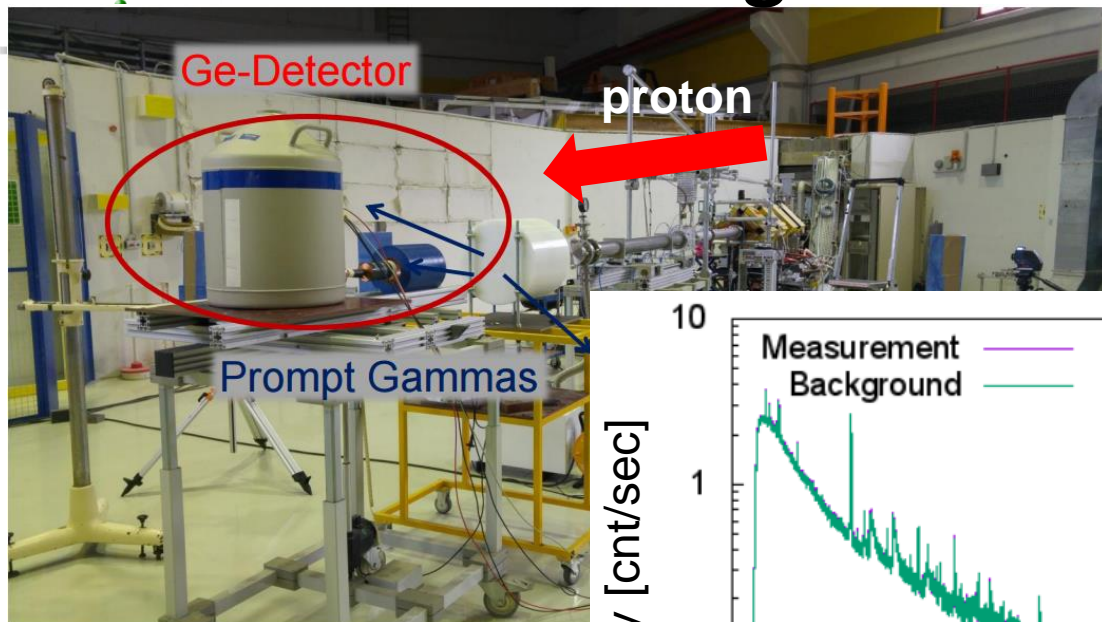 Ge-Detector
proton
Prompt Gammas
10
Measurement
Background
1
[cnt/sec]